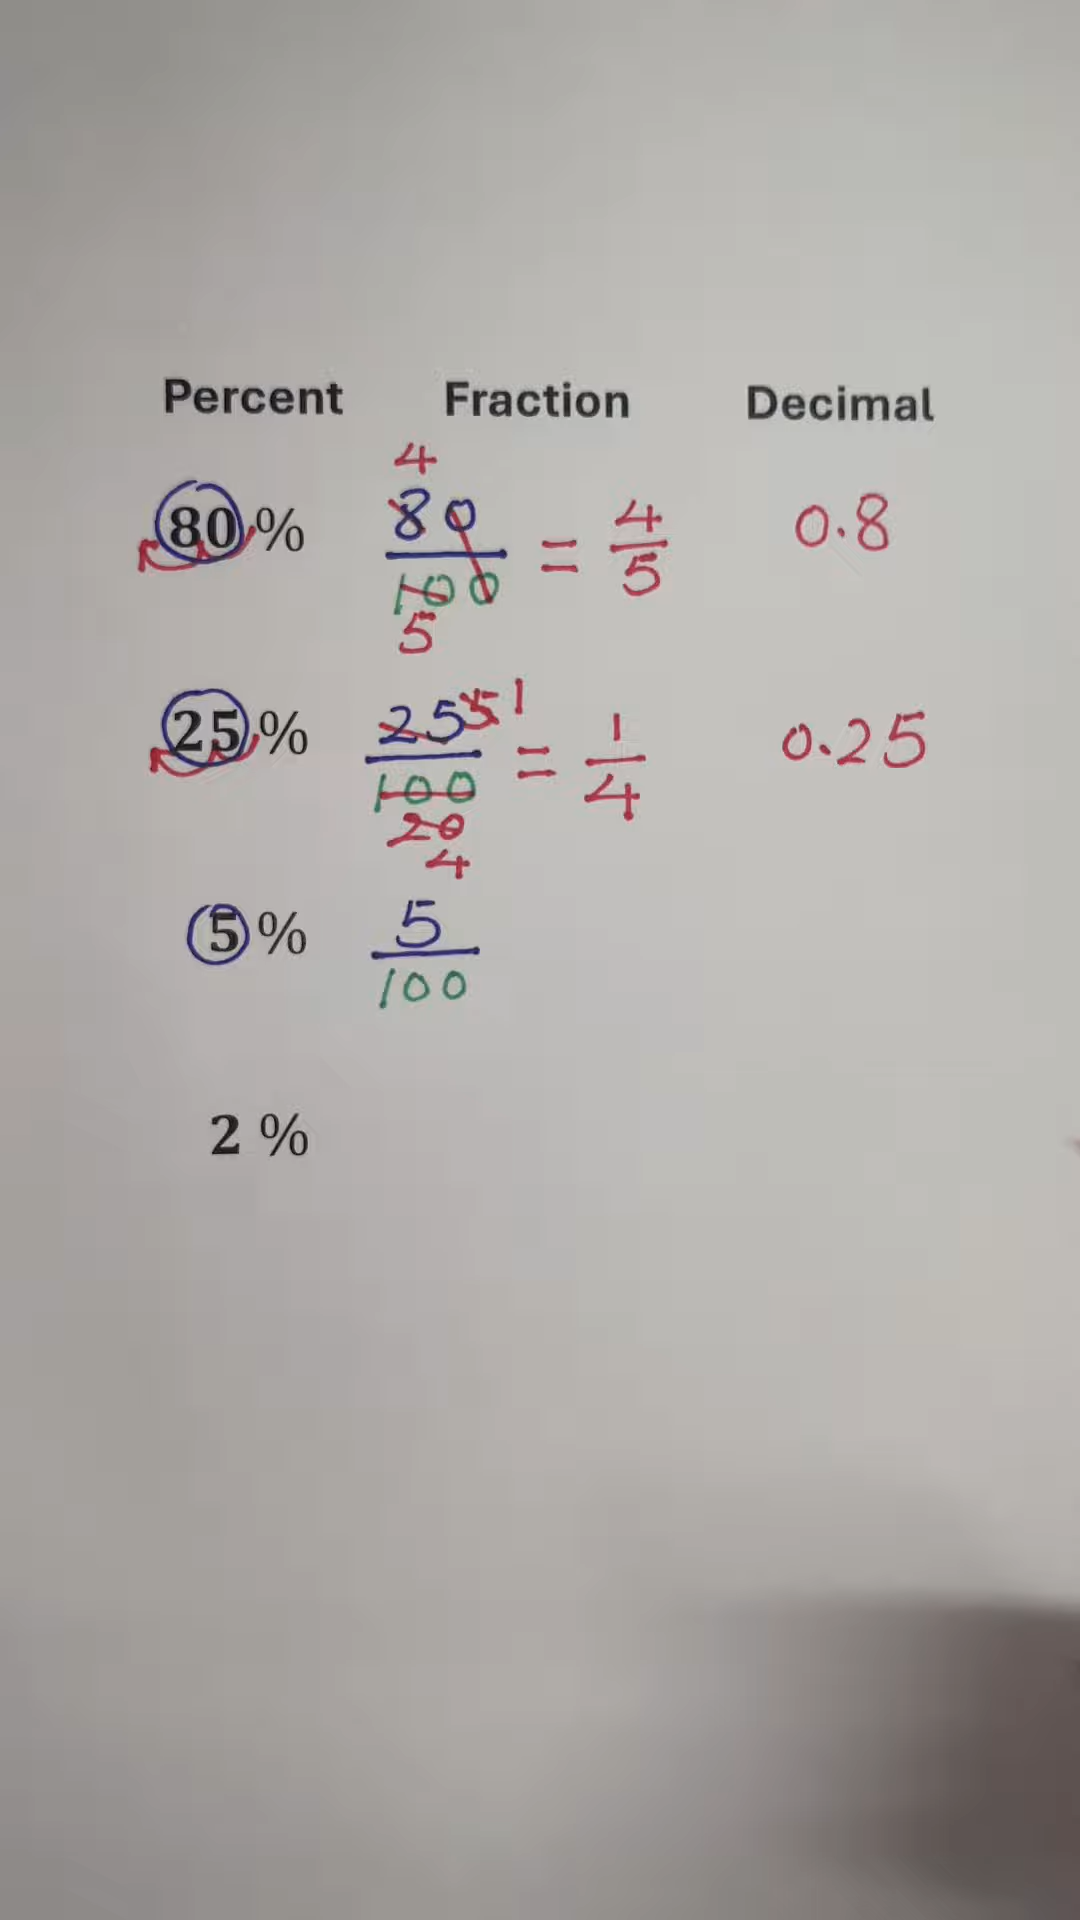 Percent Fraction Decimal
4
80 % 80/100 = 4/5 0.8
5
25 % 25/100 5 1 = 1/4 0.25
20
4
5 % 5/100
2 %